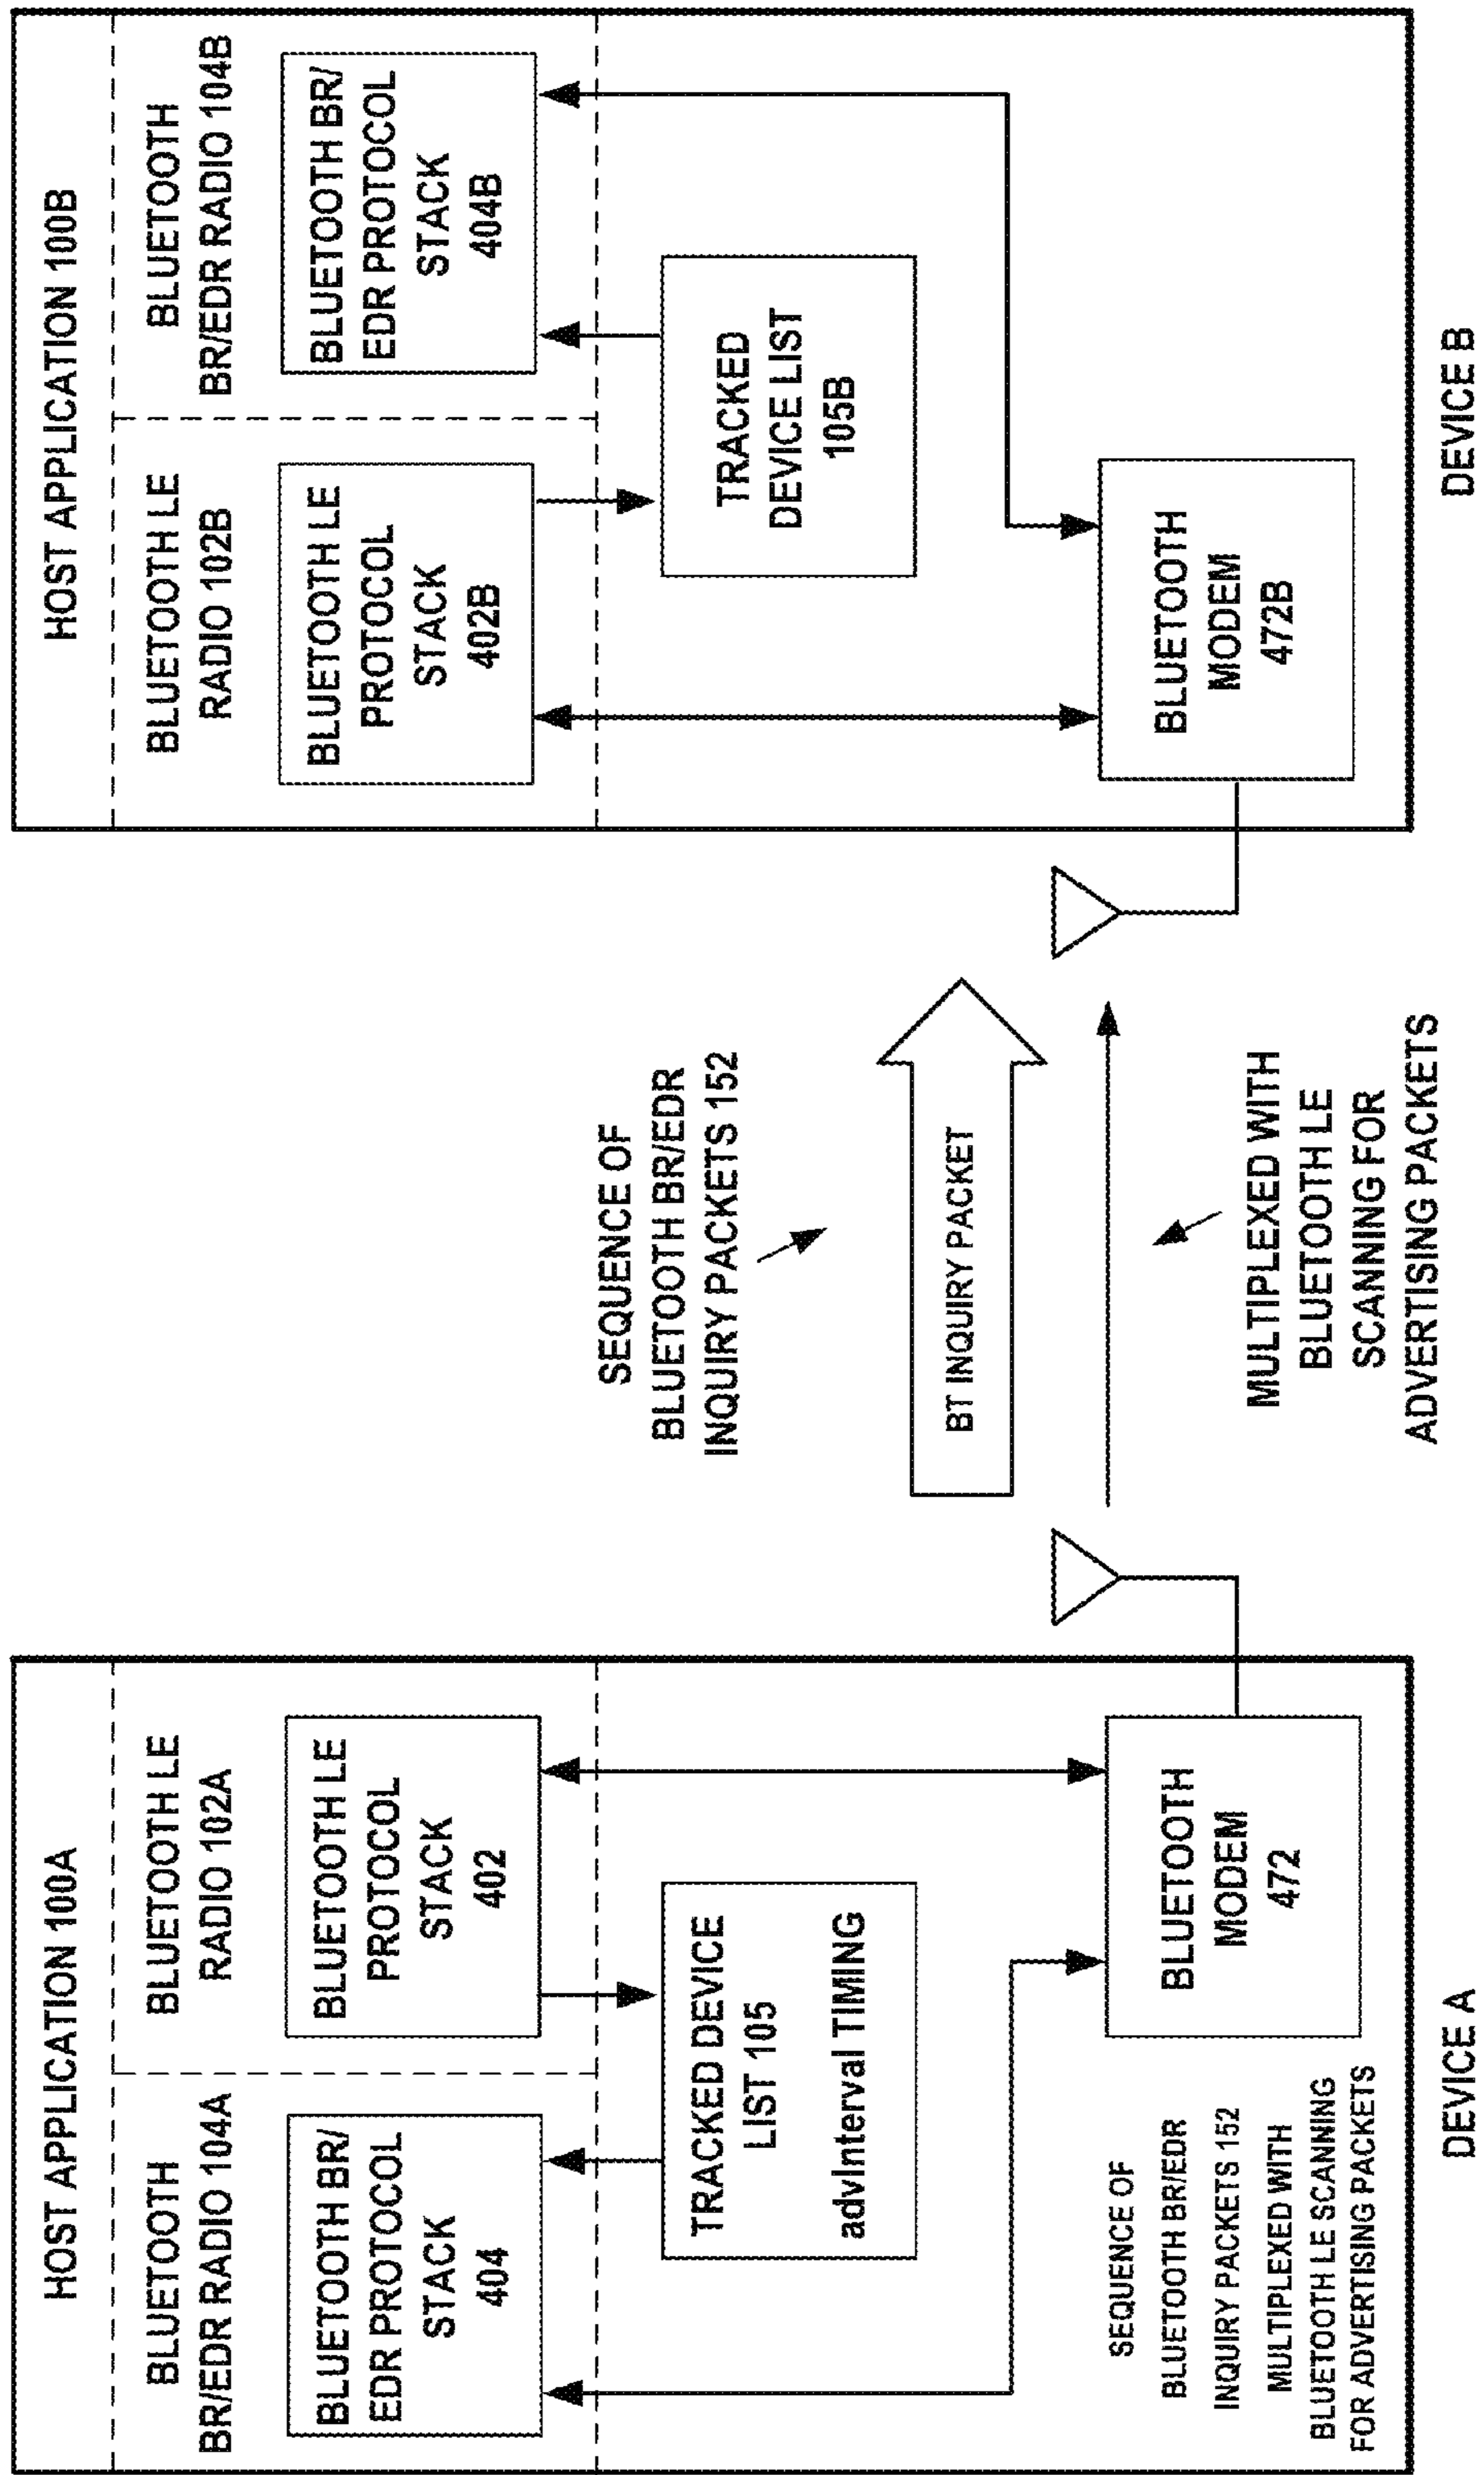 HOST APPLICATION 100A
BLUETOOTH
BR/EDR RADIO 104A
BLUETOOTH LE
RADIO 102A
BLUETOOTH BR/
EDR PROTOCOL
STACK
404
BLUETOOTH LE
PROTOCOL
STACK
402
TRACKED DEVICE
LIST 105
advInterval TIMING
SEQUENCE OF
BLUETOOTH BR/EDR
INQUIRY PACKETS 152
MULTIPLEXED WITH
BLUETOOTH LE SCANNING
FOR ADVERTISING PACKETS
BLUETOOTH
MODEM
472
DEVICE A
SEQUENCE OF
BLUETOOTH BR/EDR
INQUIRY PACKETS 152
BT INQUIRY PACKET
MULTIPLEXED WITH
BLUETOOTH LE
SCANNING FOR
ADVERTISING PACKETS
HOST APPLICATION 100B
BLUETOOTH LE
RADIO 102B
BLUETOOTH
BR/EDR RADIO 104B
BLUETOOTH LE
PROTOCOL
STACK
402B
BLUETOOTH BR/
EDR PROTOCOL
STACK
404B
TRACKED
DEVICE LIST
105B
BLUETOOTH
MODEM
472B
DEVICE B